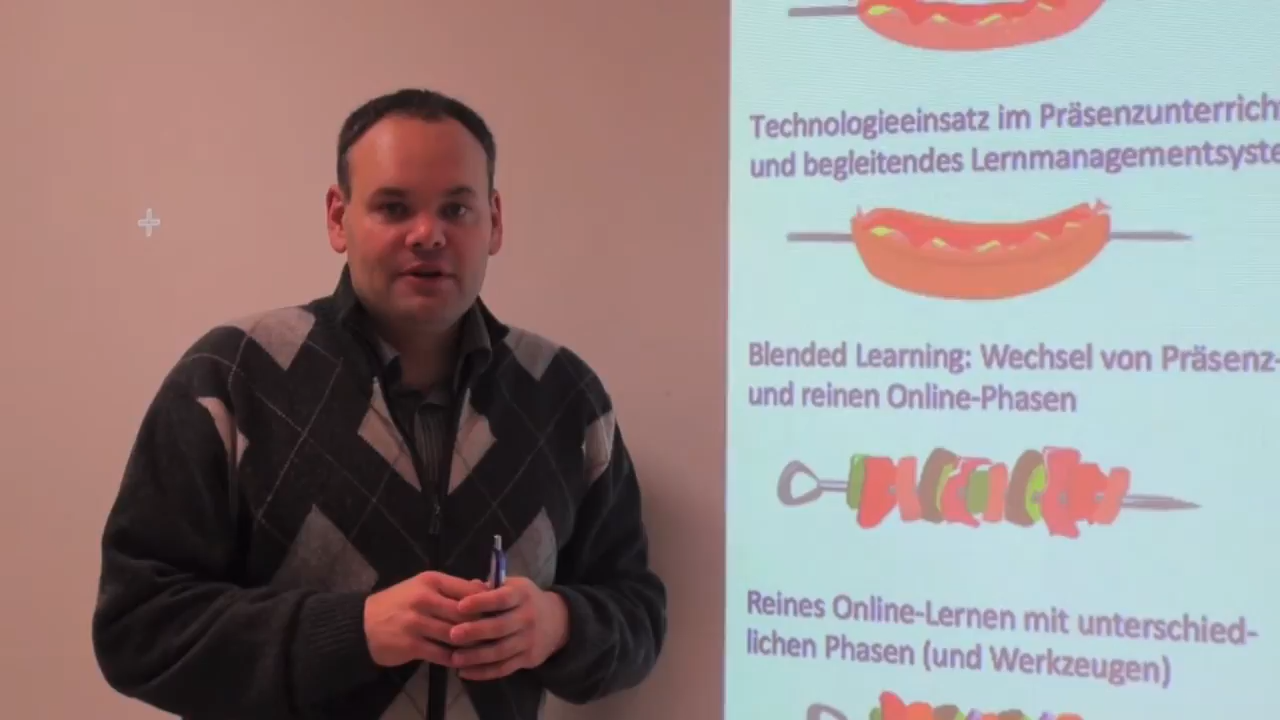 Technologieeinsatz im Präsenzunterrich
und begleitendes Lernmanagementsyste
Blended Learning: Wechsel von Präsenz-
und reinen Online-Phasen
Reines Online-Lernen mit unterschied-
lichen Phasen (und Werkzeugen)